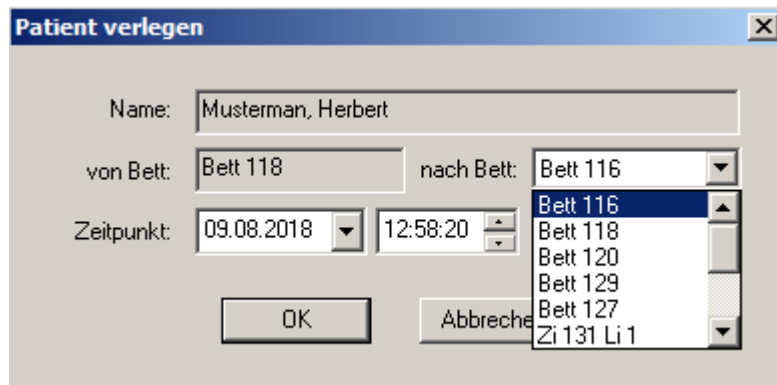 Patient verlegen
Name: Musterman, Herbert
von Bett: Bett 118 nach Bett: Bett 116
Zeitpunkt: 09.08.2018 12:58:20
Bett 116
Bett 118
Bett 120
Bett 129
Bett 127
Zi 131 Li 1
OK Abbreche